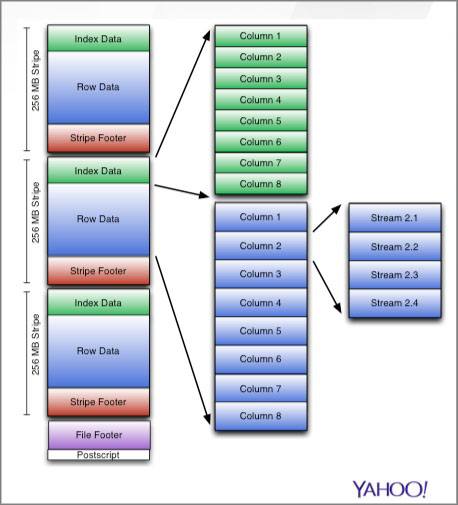 256 MB Stripe
Index Data
Row Data
Stripe Footer
256 MB Stripe
Index Data
Row Data
Stripe Footer
256 MB Stripe
Index Data
Row Data
Stripe Footer
File Footer
Postscript
Column 1
Column 2
Column 3
Column 4
Column 5
Column 6
Column 7
Column 8
Column 1
Column 2
Column 3
Column 4
Column 5
Column 6
Column 7
Column 8
Stream 2.1
Stream 2.2
Stream 2.3
Stream 2.4
YAHOO!